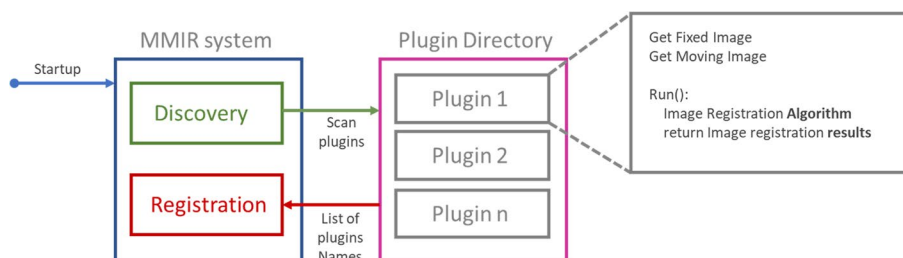 MMIR system
Plugin Directory
Startup
Discovery
Scan
plugins
Registration
List of
plugins
Names
Plugin 1
Plugin 2
Plugin n
Get Fixed Image
Get Moving Image
Run():
Image Registration Algorithm
return Image registration results